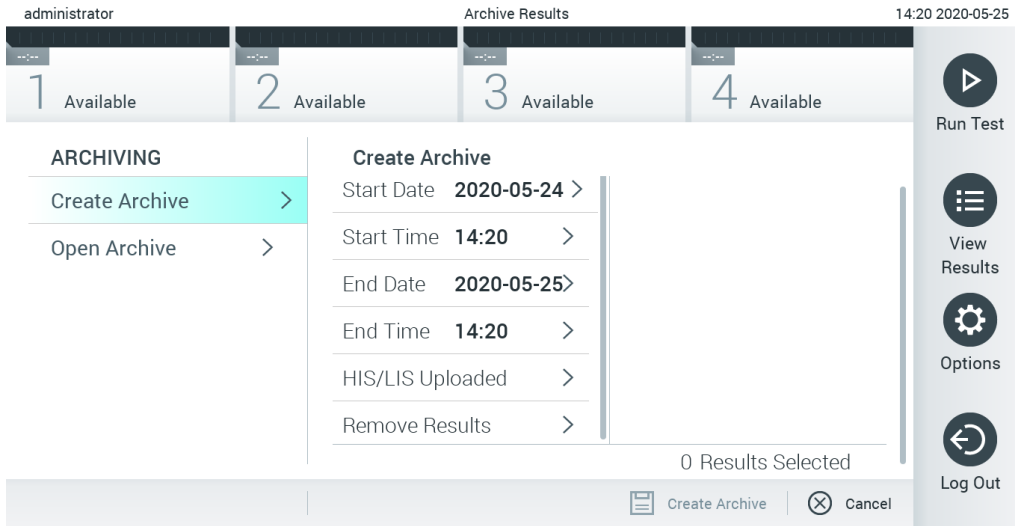 administrator Archive Results 14:20 2020-05-25
--:-- --:-- --:-- --:--
1 Available 2 Available 3 Available 4 Available
Run Test
ARCHIVING
Create Archive
Open Archive
Create Archive
Start Date 2020-05-24
Start Time 14:20
End Date 2020-05-25
End Time 14:20
HIS/LIS Uploaded
Remove Results
0 Results Selected
View
Results
Options
Log Out
Create Archive Cancel